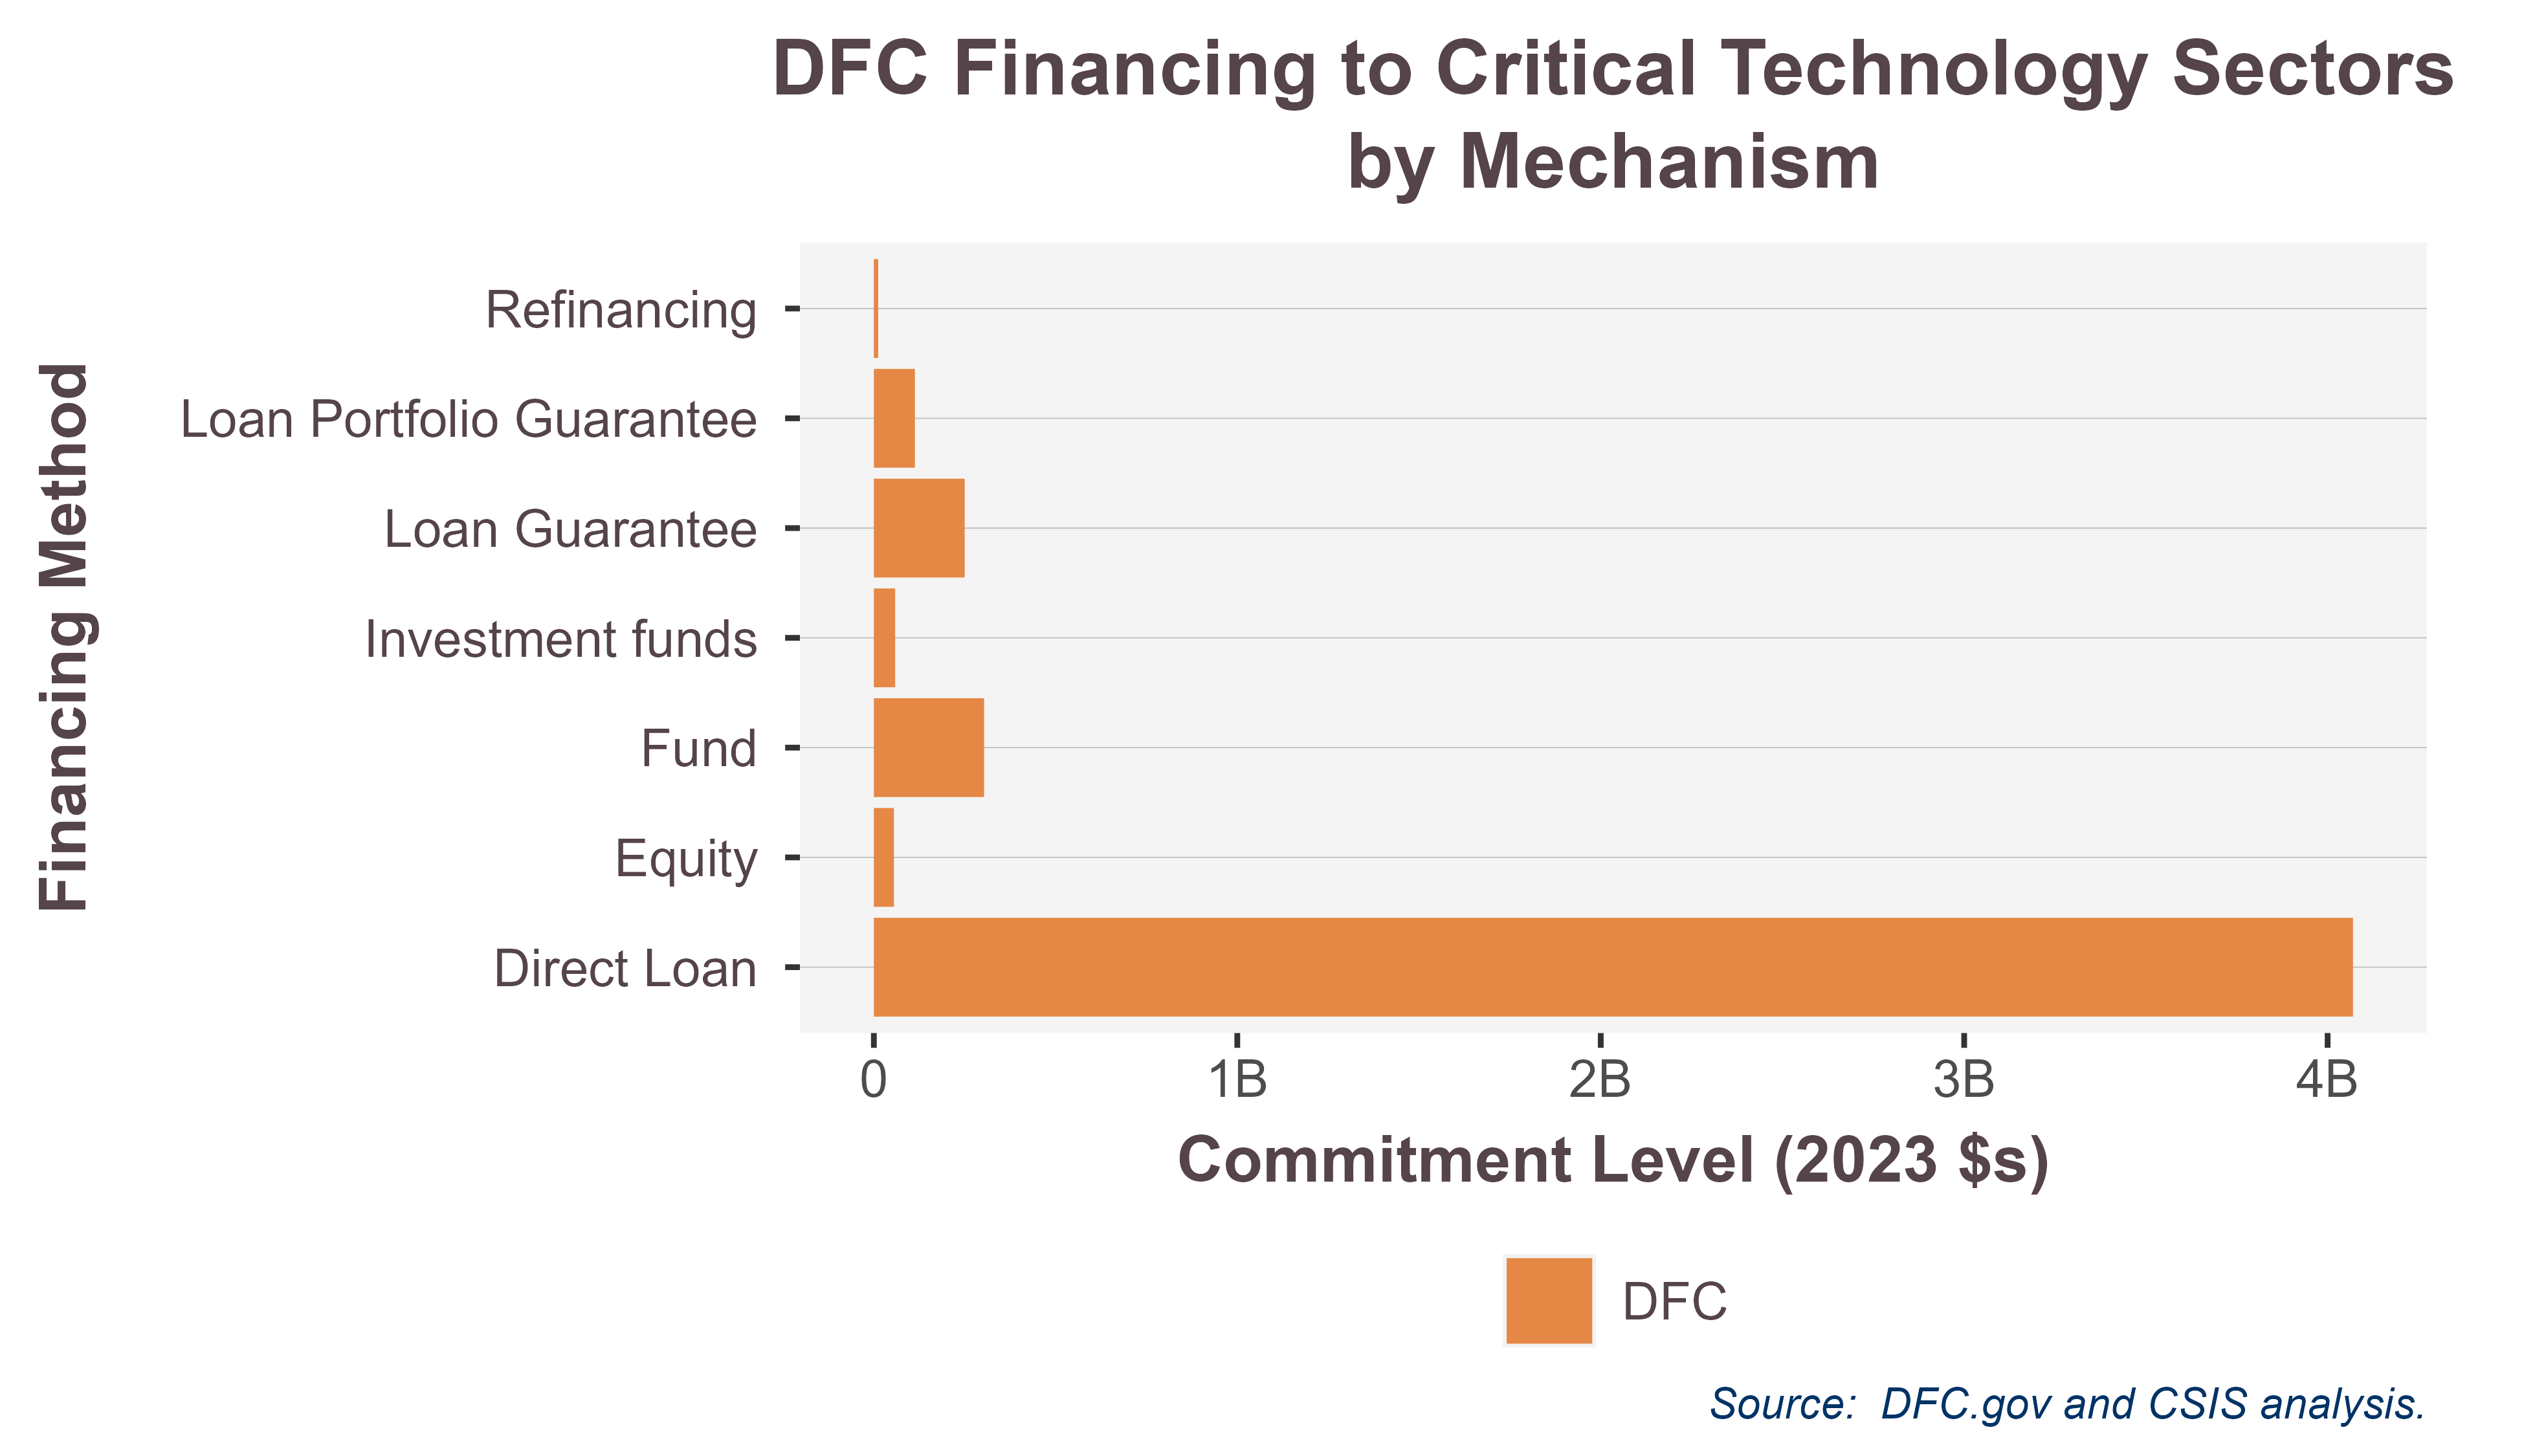 DFC Financing to Critical Technology Sectors
by Mechanism
Financing Method
Refinancing
Loan Portfolio Guarantee
Loan Guarantee
Investment funds
Fund
Equity
Direct Loan
0 1B 2B 3B 4B
Commitment Level (2023 $s)
DFC
Source:  DFC.gov and CSIS analysis.